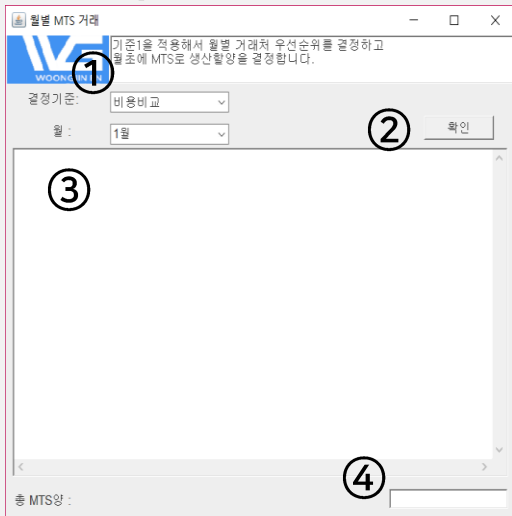 월별 MTS 거래
기준1을 적용해서 월별 거래처 우선순위를 결정하고
월초에 MTS로 생산할양을 결정합니다.
①
결정기준:
비용비교
월 :
1월
②
확인
③
④
총 MTS양 :